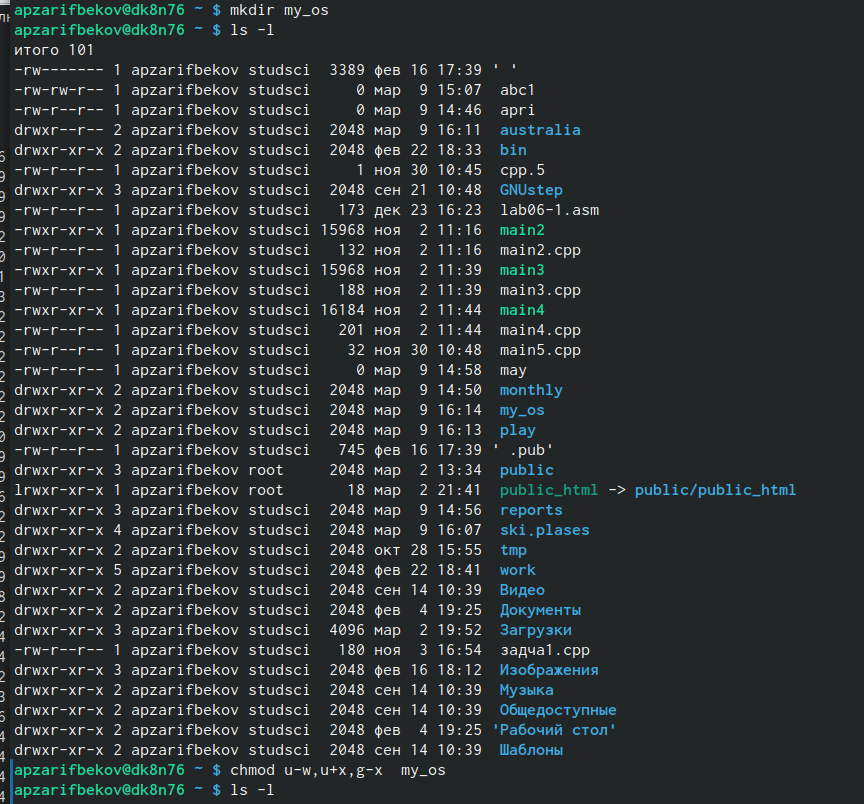 apzarifbekov@dk8n76 ~ $ mkdir my_os
apzarifbekov@dk8n76 ~ $ ls -l
итого 101
-rw------- 1 apzarifbekov studsci  3389 фев 16 17:39 ' '
-rw-rw-r-- 1 apzarifbekov studsci     0 мар  9 15:07  abc1
-rw-r--r-- 1 apzarifbekov studsci     0 мар  9 14:46  apri
drwxr--r-- 2 apzarifbekov studsci  2048 мар  9 16:11  australia
drwxr-xr-x 2 apzarifbekov studsci  2048 фев 22 18:33  bin
-rw-r--r-- 1 apzarifbekov studsci     1 ноя 30 10:45  cpp.5
drwxr-xr-x 3 apzarifbekov studsci  2048 сен 21 10:48  GNUstep
-rw-r--r-- 1 apzarifbekov studsci   173 дек 23 16:23  lab06-1.asm
-rwxr-xr-x 1 apzarifbekov studsci 15968 ноя  2 11:16  main2
-rw-r--r-- 1 apzarifbekov studsci   132 ноя  2 11:16  main2.cpp
-rwxr-xr-x 1 apzarifbekov studsci 15968 ноя  2 11:39  main3
-rw-r--r-- 1 apzarifbekov studsci   188 ноя  2 11:39  main3.cpp
-rwxr-xr-x 1 apzarifbekov studsci 16184 ноя  2 11:44  main4
-rw-r--r-- 1 apzarifbekov studsci   201 ноя  2 11:44  main4.cpp
-rw-r--r-- 1 apzarifbekov studsci    32 ноя 30 10:48  main5.cpp
-rw-r--r-- 1 apzarifbekov studsci     0 мар  9 14:58  may
drwxr-xr-x 2 apzarifbekov studsci  2048 мар  9 14:50  monthly
drwxr-xr-x 2 apzarifbekov studsci  2048 мар  9 16:14  my_os
drwxr-xr-x 2 apzarifbekov studsci  2048 мар  9 16:13  play
-rw-r--r-- 1 apzarifbekov studsci   745 фев 16 17:39 ' .pub'
drwxr-xr-x 3 apzarifbekov root     2048 мар  2 13:34  public
lrwxr-xr-x 1 apzarifbekov root       18 мар  2 21:41  public_html -> public/public_html
drwxr-xr-x 3 apzarifbekov studsci  2048 мар  9 14:56  reports
drwxr-xr-x 4 apzarifbekov studsci  2048 мар  9 16:07  ski.plases
drwxr-xr-x 2 apzarifbekov studsci  2048 окт 28 15:55  tmp
drwxr-xr-x 5 apzarifbekov studsci  2048 фев 22 18:41  work
drwxr-xr-x 2 apzarifbekov studsci  2048 сен 14 10:39  Видео
drwxr-xr-x 2 apzarifbekov studsci  2048 фев  4 19:25  Документы
drwxr-xr-x 3 apzarifbekov studsci  4096 мар  2 19:52  Загрузки
-rw-r--r-- 1 apzarifbekov studsci   180 ноя  3 16:54  задча1.cpp
drwxr-xr-x 3 apzarifbekov studsci  2048 фев 16 18:12  Изображения
drwxr-xr-x 2 apzarifbekov studsci  2048 сен 14 10:39  Музыка
drwxr-xr-x 2 apzarifbekov studsci  2048 сен 14 10:39  Общедоступные
drwxr-xr-x 2 apzarifbekov studsci  2048 фев  4 19:25 'Рабочий стол'
drwxr-xr-x 2 apzarifbekov studsci  2048 сен 14 10:39  Шаблоны
apzarifbekov@dk8n76 ~ $ chmod u-w,u+x,g-x  my_os
apzarifbekov@dk8n76 ~ $ ls -l